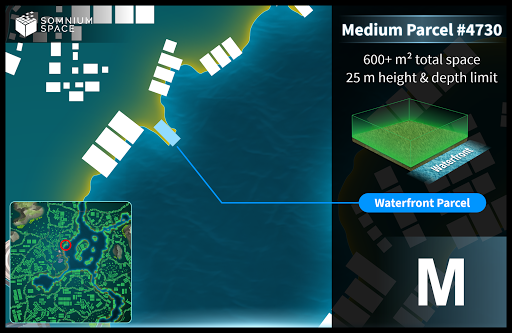 SOMNIUM
SPACE
Medium Parcel #4730
600+ m² total space
25 m height & depth limit
Waterfront
Waterfront Parcel
M